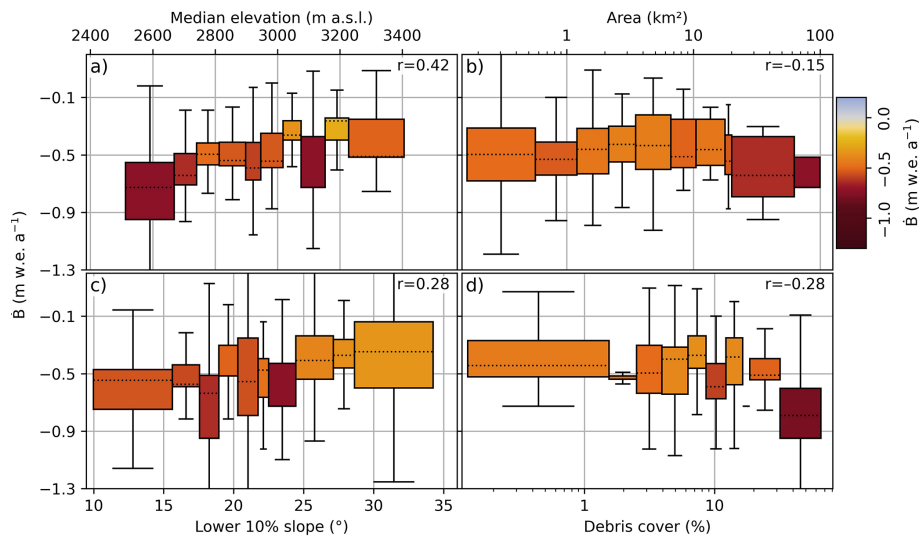 Median elevation (m a.s.l.)
Area (km²)
2400 2600 2800 3000 3200 3400
1 10 100
a) r=0.42
b) r=−0.15
−0.1
−0.5
−0.9
−1.3
0.0
−0.5
−1.0
Ḃ (m w.e. a⁻¹)
Ḃ (m w.e. a⁻¹)
c) r=0.28
d) r=−0.28
−0.1
−0.5
−0.9
−1.3
10 15 20 25 30 35
1 10
Lower 10% slope (°)
Debris cover (%)